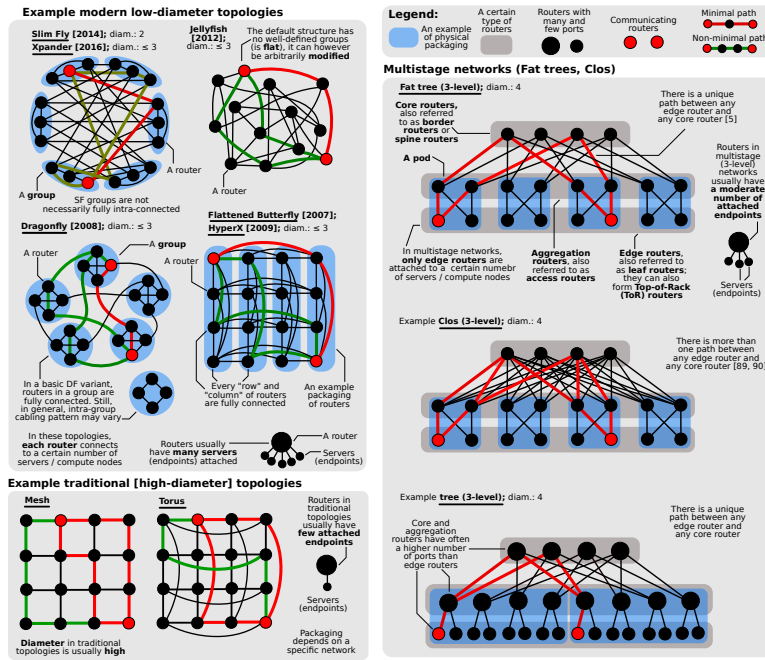 Example modern low-diameter topologies
Slim Fly [2014]; diam.: 2
Xpander [2016]; diam.: ≤ 3
Jellyfish
[2012];
diam.: ≤ 3
The default structure has
no well-defined groups
(is flat), it can however
be arbitrarily modified
A router
A group
SF groups are not
necessarily fully intra-connected
A router
Dragonfly [2008]; diam.: ≤ 3
A router
A group
In a basic DF variant,
routers in a group are
fully connected. Still,
in general, intra-group
cabling pattern may vary
Flattened Butterfly [2007];
HyperX [2009]; diam.: ≤ 3
A router
Every "row" and
"column" of routers
are fully connected
An example
packaging
of routers
In these topologies,
each router connects
to a certain number of
servers / compute nodes
Routers usually
have many servers
(endpoints) attached
A router
Servers
(endpoints)
Example traditional [high-diameter] topologies
Mesh
Torus
Diameter in traditional
topologies is usually high
Routers in
traditional
topologies
usually have
few attached
endpoints
Servers
(endpoints)
Packaging
depends on a
specific network
Legend:
An example
of physical
packaging
A certain
type of
routers
Routers with
many and
few ports
Communicating
routers
Minimal path
Non-minimal path
Multistage networks (Fat trees, Clos)
Fat tree (3-level); diam.: 4
Core routers,
also referred
to as border
routers or
spine routers
A pod
There is a unique
path between any
edge router and
any core router [5]
Routers in
multistage
(3-level)
networks
usually have
a moderate
number of
attached
endpoints
Servers
(endpoints)
In multistage networks,
only edge routers are
attached to a certain numebr
of servers / compute nodes
Aggregation
routers, also
referred to as
access routers
Edge routers,
also referred to
as leaf routers;
they can also
form Top-of-Rack
(ToR) routers
Example Clos (3-level); diam.: 4
There is more than
one path between
any edge router and
any core router [89, 90]
Example tree (3-level); diam.: 4
Core and
aggregation
routers have often
a higher number
of ports than
edge routers
There is a unique
path between any
edge router and
any core router